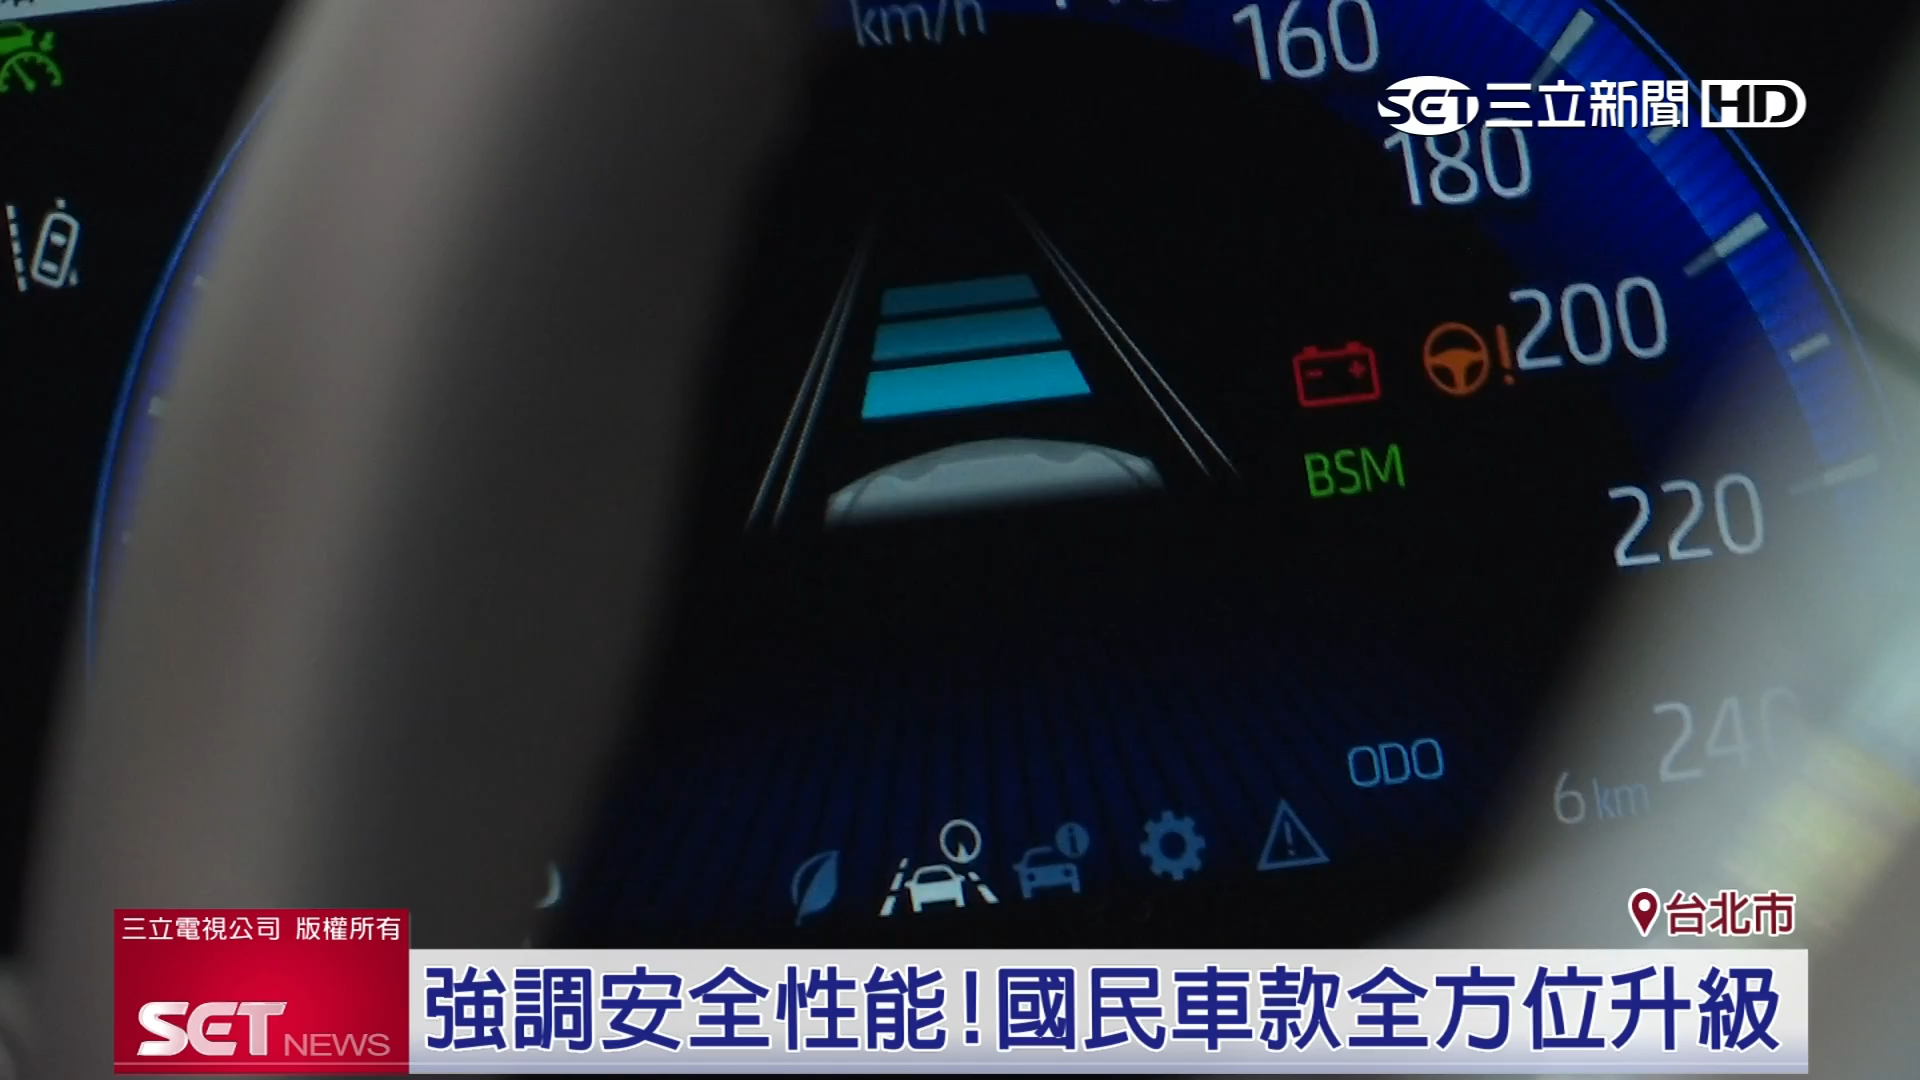 km/h
160
SET三立新聞HD
180
200
BSM
220
240
ODO
6 km
台北市
三立電視公司 版權所有
SET NEWS
強調安全性能!國民車款全方位升級